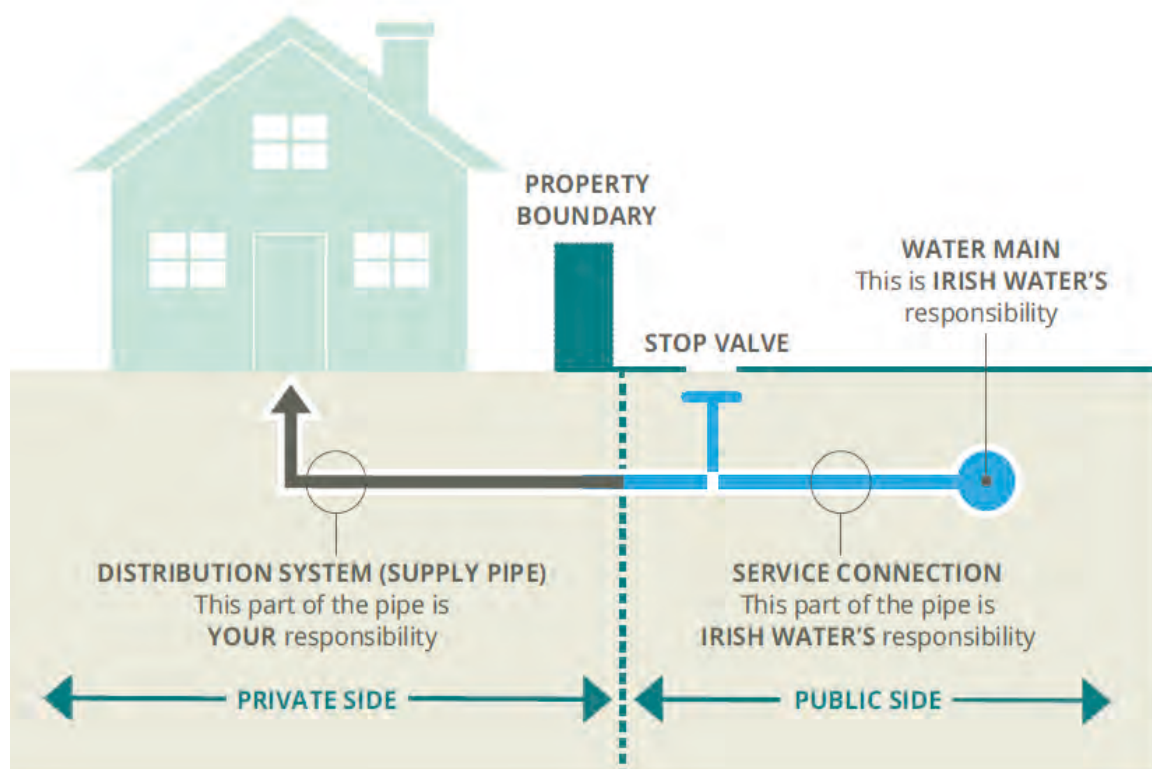 PROPERTY
BOUNDARY
WATER MAIN
This is IRISH WATER'S
responsibility
STOP VALVE
DISTRIBUTION SYSTEM (SUPPLY PIPE)
This part of the pipe is
YOUR responsibility
SERVICE CONNECTION
This part of the pipe is
IRISH WATER'S responsibility
PRIVATE SIDE
PUBLIC SIDE